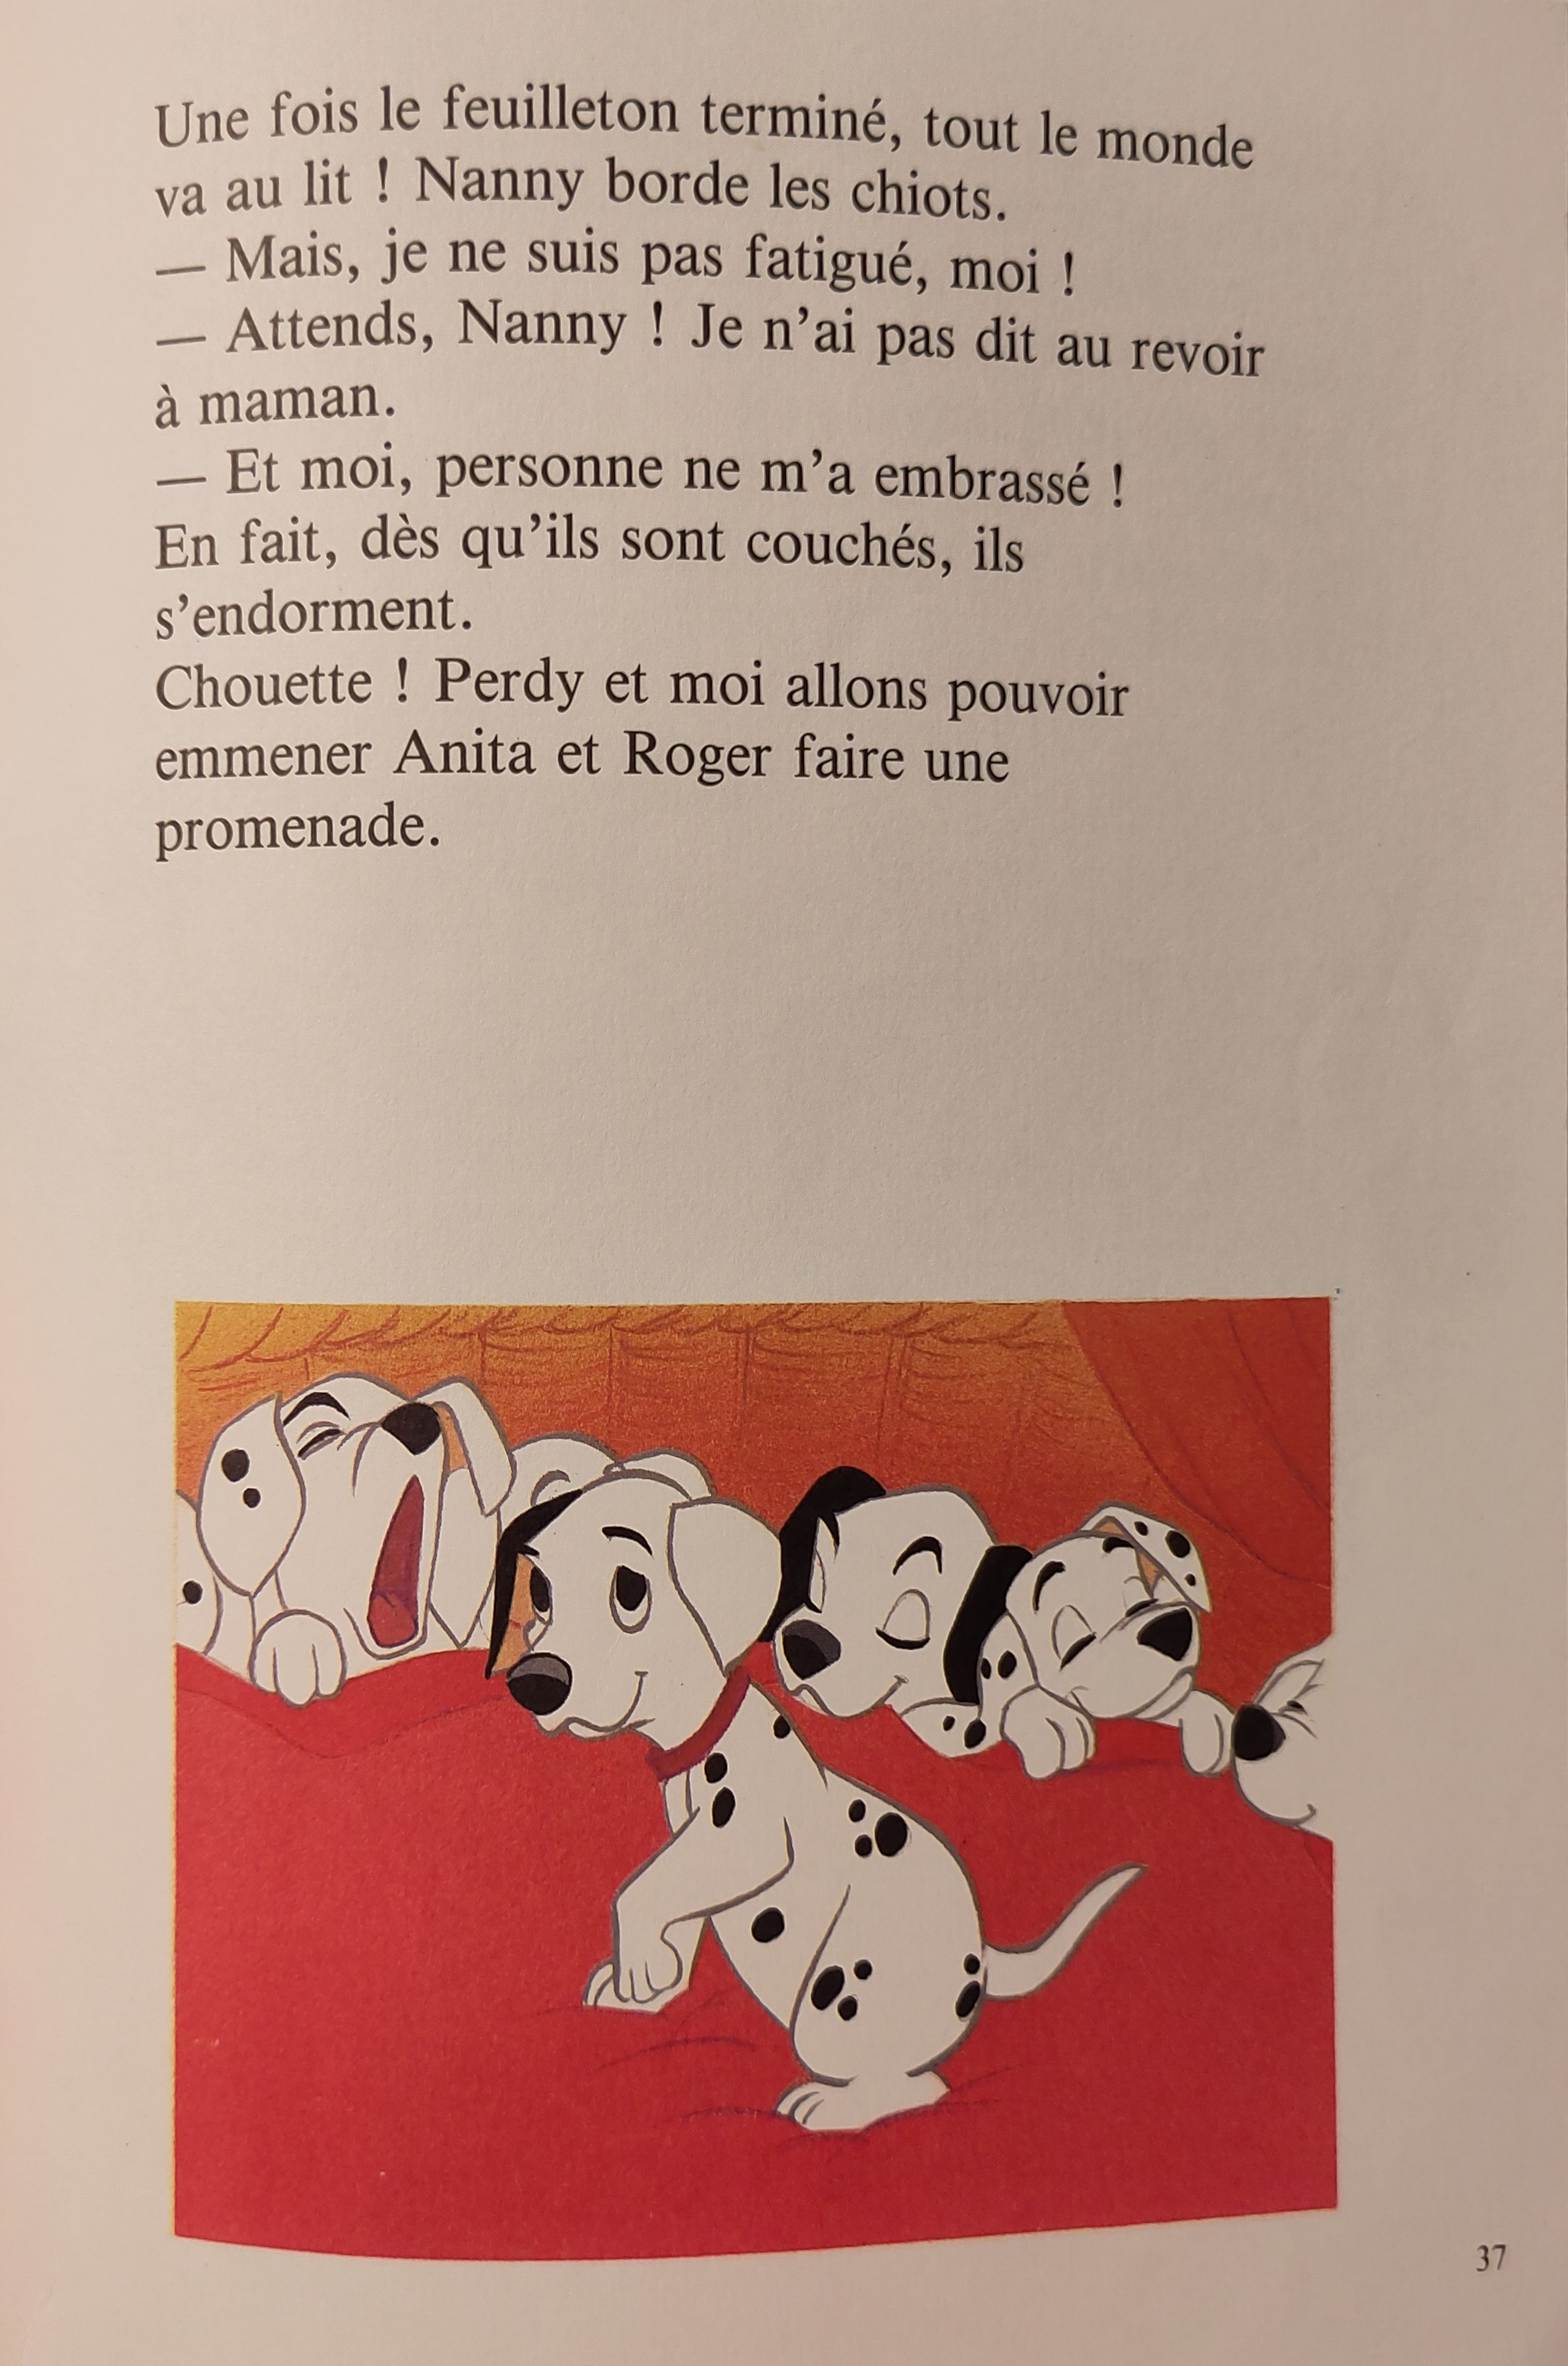 Une fois le feuilleton terminé, tout le monde
va au lit ! Nanny borde les chiots.
— Mais, je ne suis pas fatigué, moi !
— Attends, Nanny ! Je n’ai pas dit au revoir
à maman.
— Et moi, personne ne m’a embrassé !
En fait, dès qu’ils sont couchés, ils
s’endorment.
Chouette ! Perdy et moi allons pouvoir
emmener Anita et Roger faire une
promenade.
37